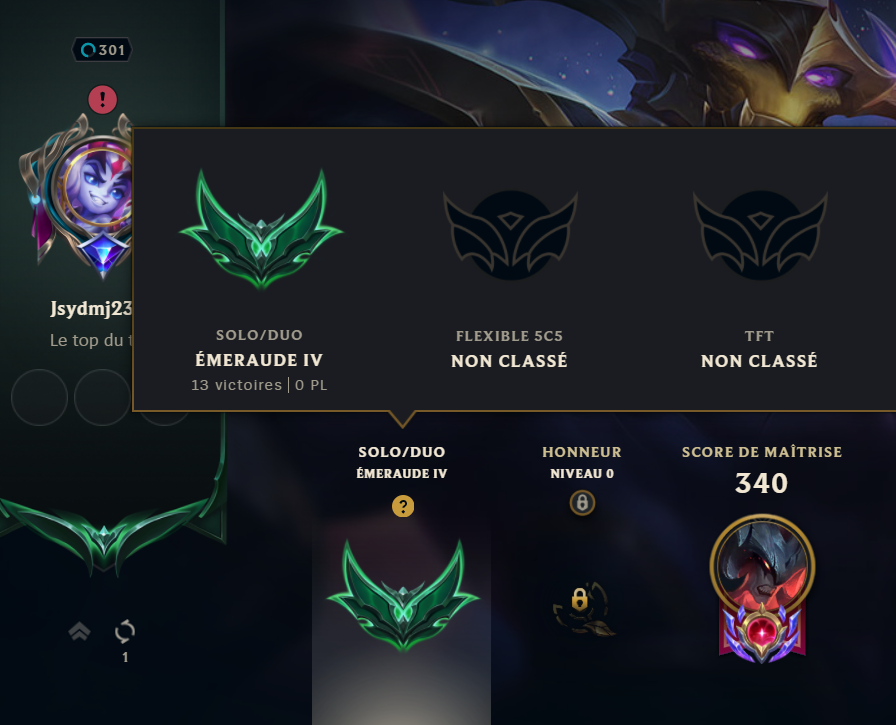 301
Jsydmj23
Le top du
SOLO/DUO
ÉMERAUDE IV
13 victoires | 0 PL
FLEXIBLE 5C5
NON CLASSÉ
TFT
NON CLASSÉ
SOLO/DUO
ÉMERAUDE IV
?
HONNEUR
NIVEAU 0
SCORE DE MAÎTRISE
340
1